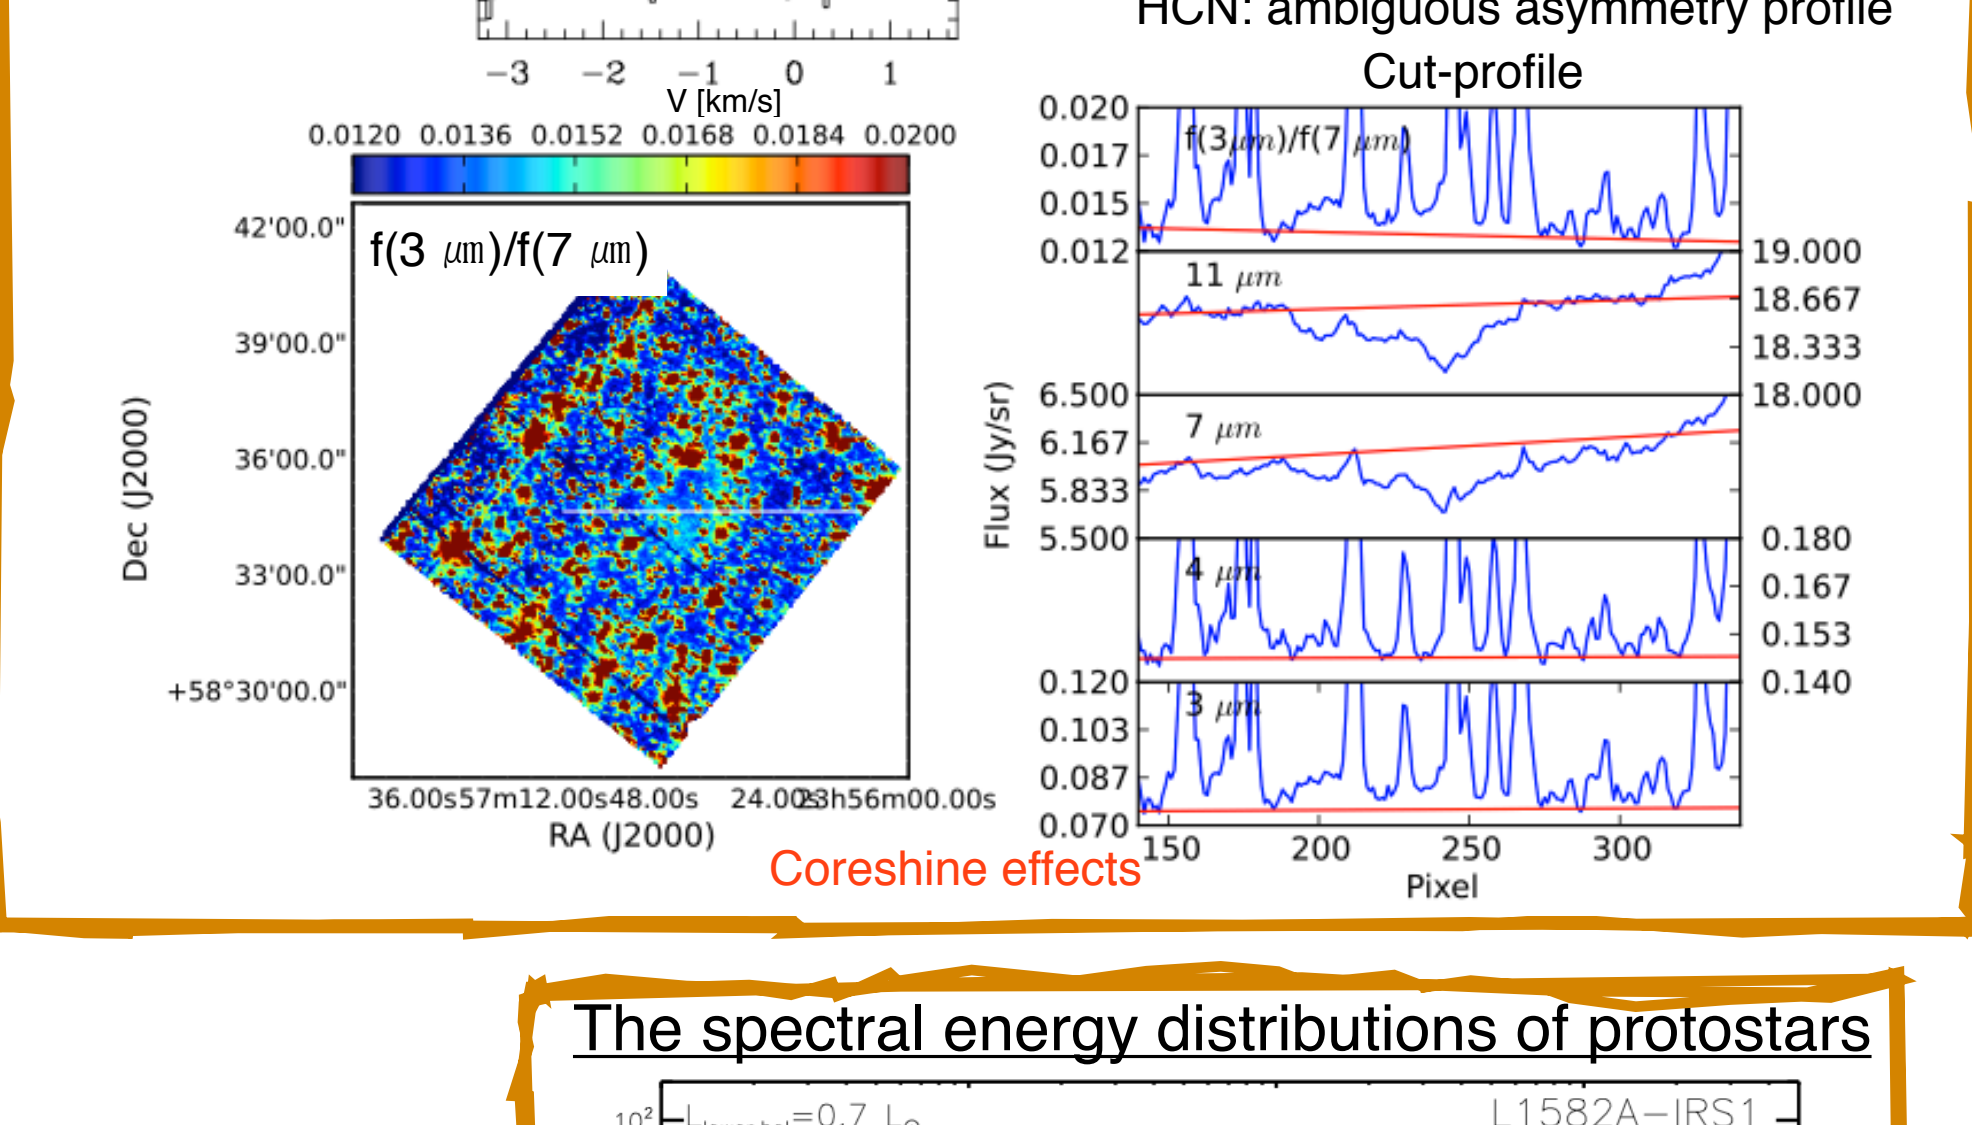 HCN: ambiguous asymmetry profile
Cut-profile
−3 −2 −1 0 1
V [km/s]
0.0120 0.0136 0.0152 0.0168 0.0184 0.0200
f(3 μm)/f(7 μm)
42'00.0"
39'00.0"
36'00.0"
33'00.0"
+58°30'00.0"
Dec (J2000)
36.00s57m12.00s48.00s 24.00s23h56m00.00s
RA (J2000)
Coreshine effects
f(3μm)/f(7 μm)
0.020
0.017
0.015
0.012
11 μm
19.000
18.667
18.333
18.000
7 μm
6.500
6.167
5.833
5.500
4 μm
0.180
0.167
0.153
0.140
3 μm
0.120
0.103
0.087
0.070
Flux (Jy/sr)
150 200 250 300
Pixel
The spectral energy distributions of protostars
10²
=0.7 L
L1582A−IRS1